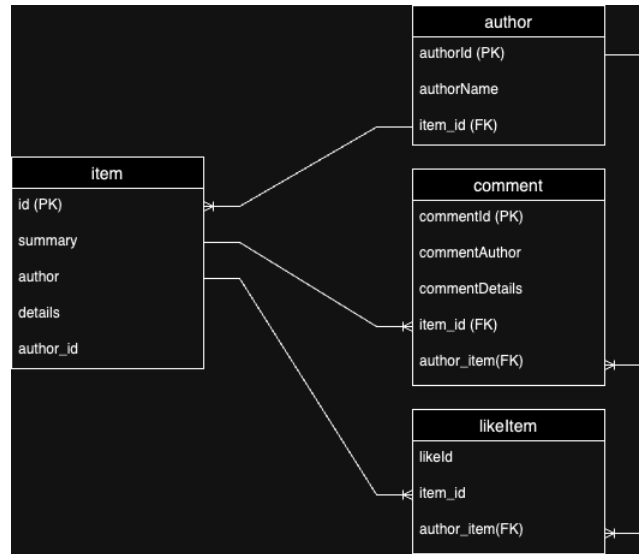 author
authorId (PK)
authorName
item_id (FK)
item
id (PK)
summary
author
details
author_id
comment
commentId (PK)
commentAuthor
commentDetails
item_id (FK)
author_item(FK)
likeItem
likeId
item_id
author_item(FK)